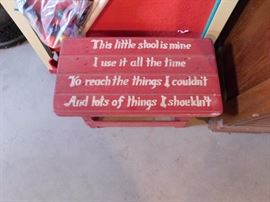 This little stool is mine
I use it all the time
To reach the things I couldn't
And lots of things I shouldn't